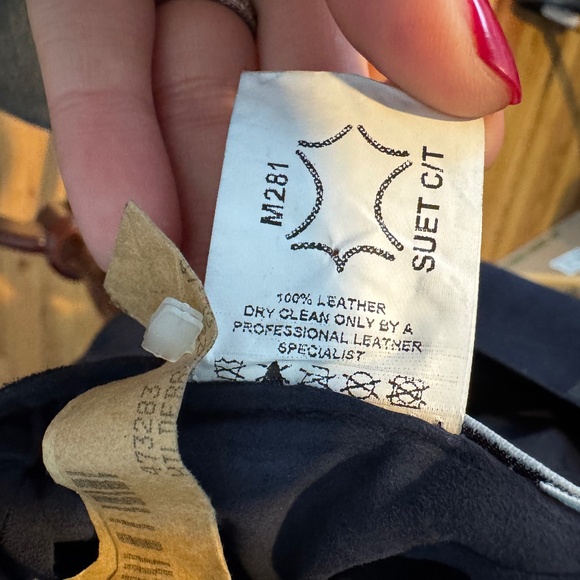 M281
SUET C/T
100% LEATHER
DRY CLEAN ONLY BY A
PROFESSIONAL LEATHER
SPECIALIST
473283